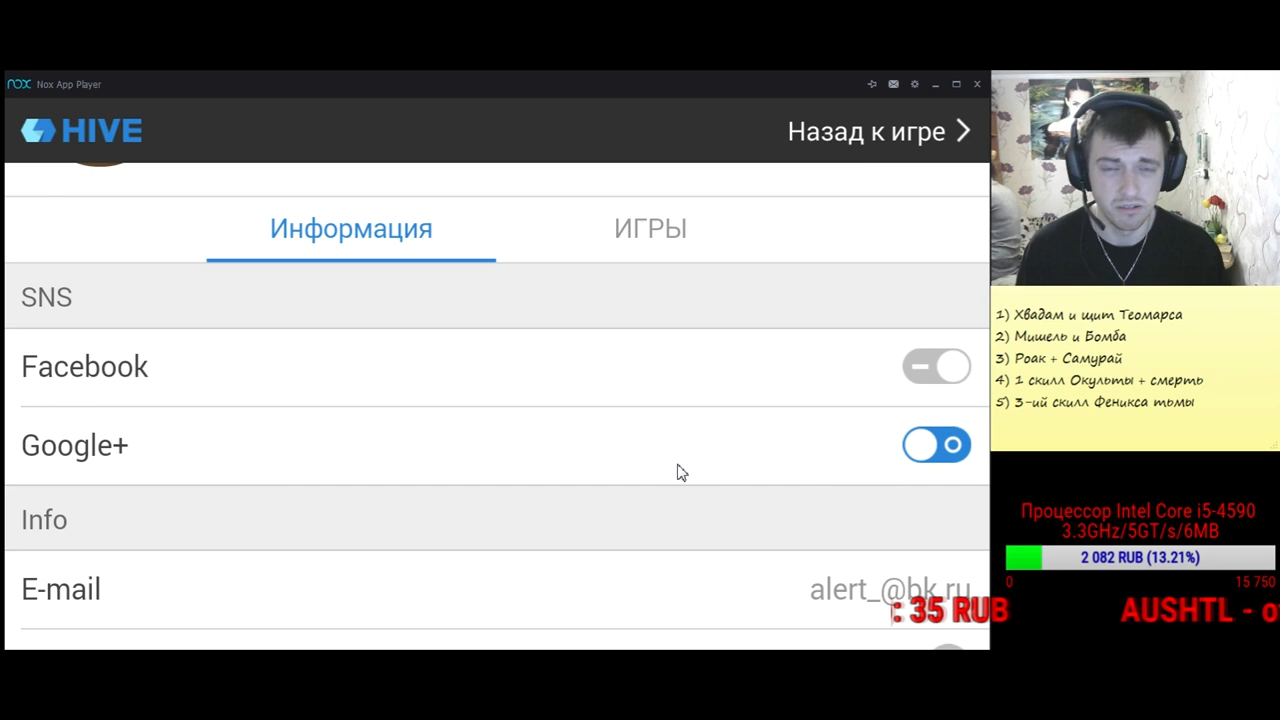 nox Nox App Player
HIVE
Назад к игре
Информация
ИГРЫ
SNS
Facebook
Google+
Info
E-mail
alert_@bk.ru
1) Хвадам и щит Теомарса
2) Мишель и Бомба
3) Роак + Самурай
4) 1 скилл Окульты + смерть
5) 3-ий скилл Феникса тьмы
Процессор Intel Core i5-4590
3.3GHz/5GT/s/6MB
2 082 RUB (13.21%)
0
15 750
: 35 RUB
AUSHTL - о